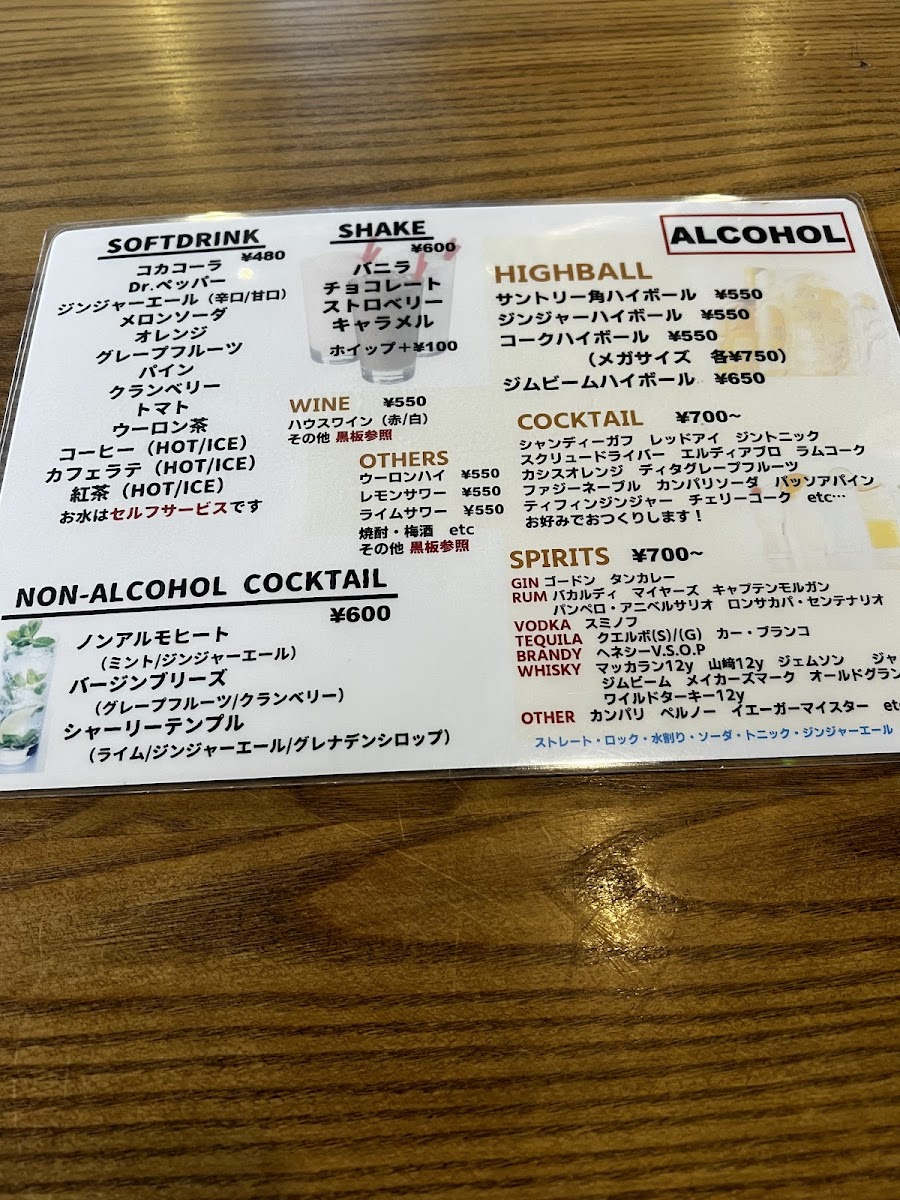 SOFTDRINK
¥480
コカコーラ
Dr.ペッパー
ジンジャーエール（辛口/甘口）
メロンソーダ
オレンジ
グレープフルーツ
パイン
クランベリー
トマト
ウーロン茶
コーヒー（HOT/ICE）
カフェラテ（HOT/ICE）
紅茶（HOT/ICE）
お水はセルフサービスです
SHAKE
¥600
バニラ
チョコレート
ストロベリー
キャラメル
ホイップ＋¥100
WINE ¥550
ハウスワイン（赤/白）
その他 黒板参照
OTHERS
ウーロンハイ ¥550
レモンサワー ¥550
ライムサワー ¥550
焼酎・梅酒 etc
その他 黒板参照
NON-ALCOHOL COCKTAIL
¥600
ノンアルモヒート
（ミント/ジンジャーエール）
バージンブリーズ
（グレープフルーツ/クランベリー）
シャーリーテンプル
（ライム/ジンジャーエール/グレナデンシロップ）
ALCOHOL
HIGHBALL
サントリー角ハイボール ¥550
ジンジャーハイボール ¥550
コークハイボール ¥550
（メガサイズ 各¥750）
ジムビームハイボール ¥650
COCKTAIL ¥700~
シャンディーガフ レッドアイ ジントニック
スクリュードライバー エルディアブロ ラムコーク
カシスオレンジ ディタグレープフルーツ
ファジーネーブル カンパリソーダ パッソアパイン
ティフィンジンジャー チェリーコーク etc…
お好みでおつくりします！
SPIRITS ¥700~
GIN ゴードン タンカレー
RUM バカルディ マイヤーズ キャプテンモルガン
パンペロ・アニベルサリオ ロンサカパ・センテナリオ
VODKA スミノフ
TEQUILA クエルボ(S)/(G) カー・ブランコ
BRANDY ヘネシーV.S.O.P
WHISKY マッカラン12y 山﨑12y ジェムソン
ジムビーム メイカーズマーク オールドグラン
ワイルドターキー12y
OTHER カンパリ ペルノー イエーガーマイスター etc
ストレート・ロック・水割り・ソーダ・トニック・ジンジャーエール